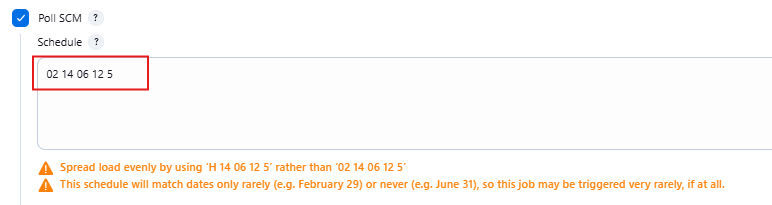 Poll SCM ?
Schedule ?
02 14 06 12 5
Spread load evenly by using ‘H 14 06 12 5’ rather than ‘02 14 06 12 5’
This schedule will match dates only rarely (e.g. February 29) or never (e.g. June 31), so this job may be triggered very rarely, if at all.